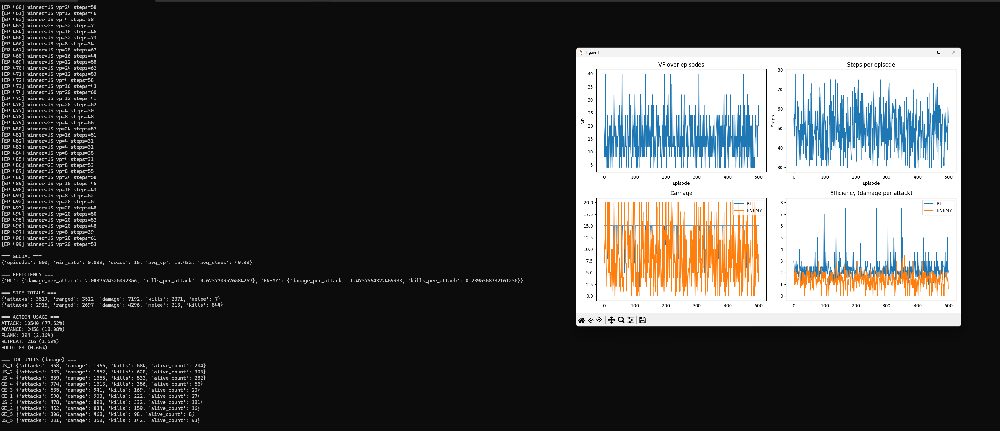 [EP 460] winner=US vp=24 steps=58
[EP 461] winner=US vp=12 steps=46
[EP 462] winner=US vp=4 steps=38
[EP 463] winner=GE vp=32 steps=71
[EP 464] winner=US vp=16 steps=45
[EP 465] winner=US vp=32 steps=73
[EP 466] winner=US vp=8 steps=34
[EP 467] winner=US vp=28 steps=62
[EP 468] winner=US vp=16 steps=44
[EP 469] winner=US vp=12 steps=58
[EP 470] winner=US vp=24 steps=62
[EP 471] winner=US vp=12 steps=53
[EP 472] winner=US vp=4 steps=58
[EP 473] winner=US vp=16 steps=43
[EP 474] winner=US vp=20 steps=60
[EP 475] winner=US vp=12 steps=41
[EP 476] winner=US vp=20 steps=52
[EP 477] winner=US vp=4 steps=30
[EP 478] winner=US vp=8 steps=48
[EP 479] winner=GE vp=4 steps=56
[EP 480] winner=US vp=24 steps=57
[EP 481] winner=US vp=16 steps=51
[EP 482] winner=US vp=4 steps=31
[EP 483] winner=US vp=4 steps=31
[EP 484] winner=US vp=8 steps=35
[EP 485] winner=US vp=4 steps=31
[EP 486] winner=GE vp=8 steps=53
[EP 487] winner=US vp=8 steps=55
[EP 488] winner=US vp=24 steps=58
[EP 489] winner=US vp=16 steps=45
[EP 490] winner=US vp=16 steps=43
[EP 491] winner=US vp=8 steps=62
[EP 492] winner=US vp=20 steps=51
[EP 493] winner=US vp=20 steps=48
[EP 494] winner=US vp=20 steps=50
[EP 495] winner=US vp=20 steps=52
[EP 496] winner=US vp=20 steps=48
[EP 497] winner=US vp=8 steps=39
[EP 498] winner=US vp=28 steps=61
[EP 499] winner=US vp=20 steps=53
=== GLOBAL ===
{'episodes': 500, 'win_rate': 0.889, 'draws': 15, 'avg_vp': 15.432, 'avg_steps': 49.38}
=== EFFICIENCY ===
{'RL': {'damage_per_attack': 2.0437624325092356, 'kills_per_attack': 0.6737709576584257}, 'ENEMY': {'damage_per_attack': 1.4737564322469983, 'kills_per_attack': 0.2895368782161235}}
=== SIDE TOTALS ===
{'attacks': 3519, 'ranged': 3512, 'damage': 7192, 'kills': 2371, 'melee': 7}
{'attacks': 2915, 'ranged': 2697, 'damage': 4296, 'melee': 218, 'kills': 844}
=== ACTION USAGE ===
ATTACK: 10540 (77.52%)
ADVANCE: 2458 (18.08%)
FLANK: 294 (2.16%)
RETREAT: 216 (1.59%)
HOLD: 88 (0.65%)
=== TOP UNITS (damage) ===
US_1 {'attacks': 968, 'damage': 1966, 'kills': 584, 'alive_count': 204}
US_2 {'attacks': 983, 'damage': 1852, 'kills': 620, 'alive_count': 306}
US_4 {'attacks': 859, 'damage': 1655, 'kills': 533, 'alive_count': 282}
GE_4 {'attacks': 974, 'damage': 1613, 'kills': 356, 'alive_count': 56}
GE_3 {'attacks': 585, 'damage': 941, 'kills': 169, 'alive_count': 20}
GE_1 {'attacks': 598, 'damage': 903, 'kills': 222, 'alive_count': 27}
US_3 {'attacks': 478, 'damage': 898, 'kills': 332, 'alive_count': 181}
GE_2 {'attacks': 452, 'damage': 834, 'kills': 159, 'alive_count': 16}
GE_5 {'attacks': 306, 'damage': 468, 'kills': 98, 'alive_count': 8}
US_5 {'attacks': 231, 'damage': 358, 'kills': 142, 'alive_count': 93}
Figure 1
VP over episodes
40
35
30
25
20
15
10
5
VP
0 100 200 300 400 500
Episode
Steps per episode
80
70
60
50
40
30
Steps
0 100 200 300 400 500
Episode
Damage
20.0
17.5
15.0
12.5
10.0
7.5
5.0
2.5
0.0
RL
ENEMY
0 100 200 300 400 500
Efficiency (damage per attack)
8
7
6
5
4
3
2
1
0
RL
ENEMY
0 100 200 300 400 500